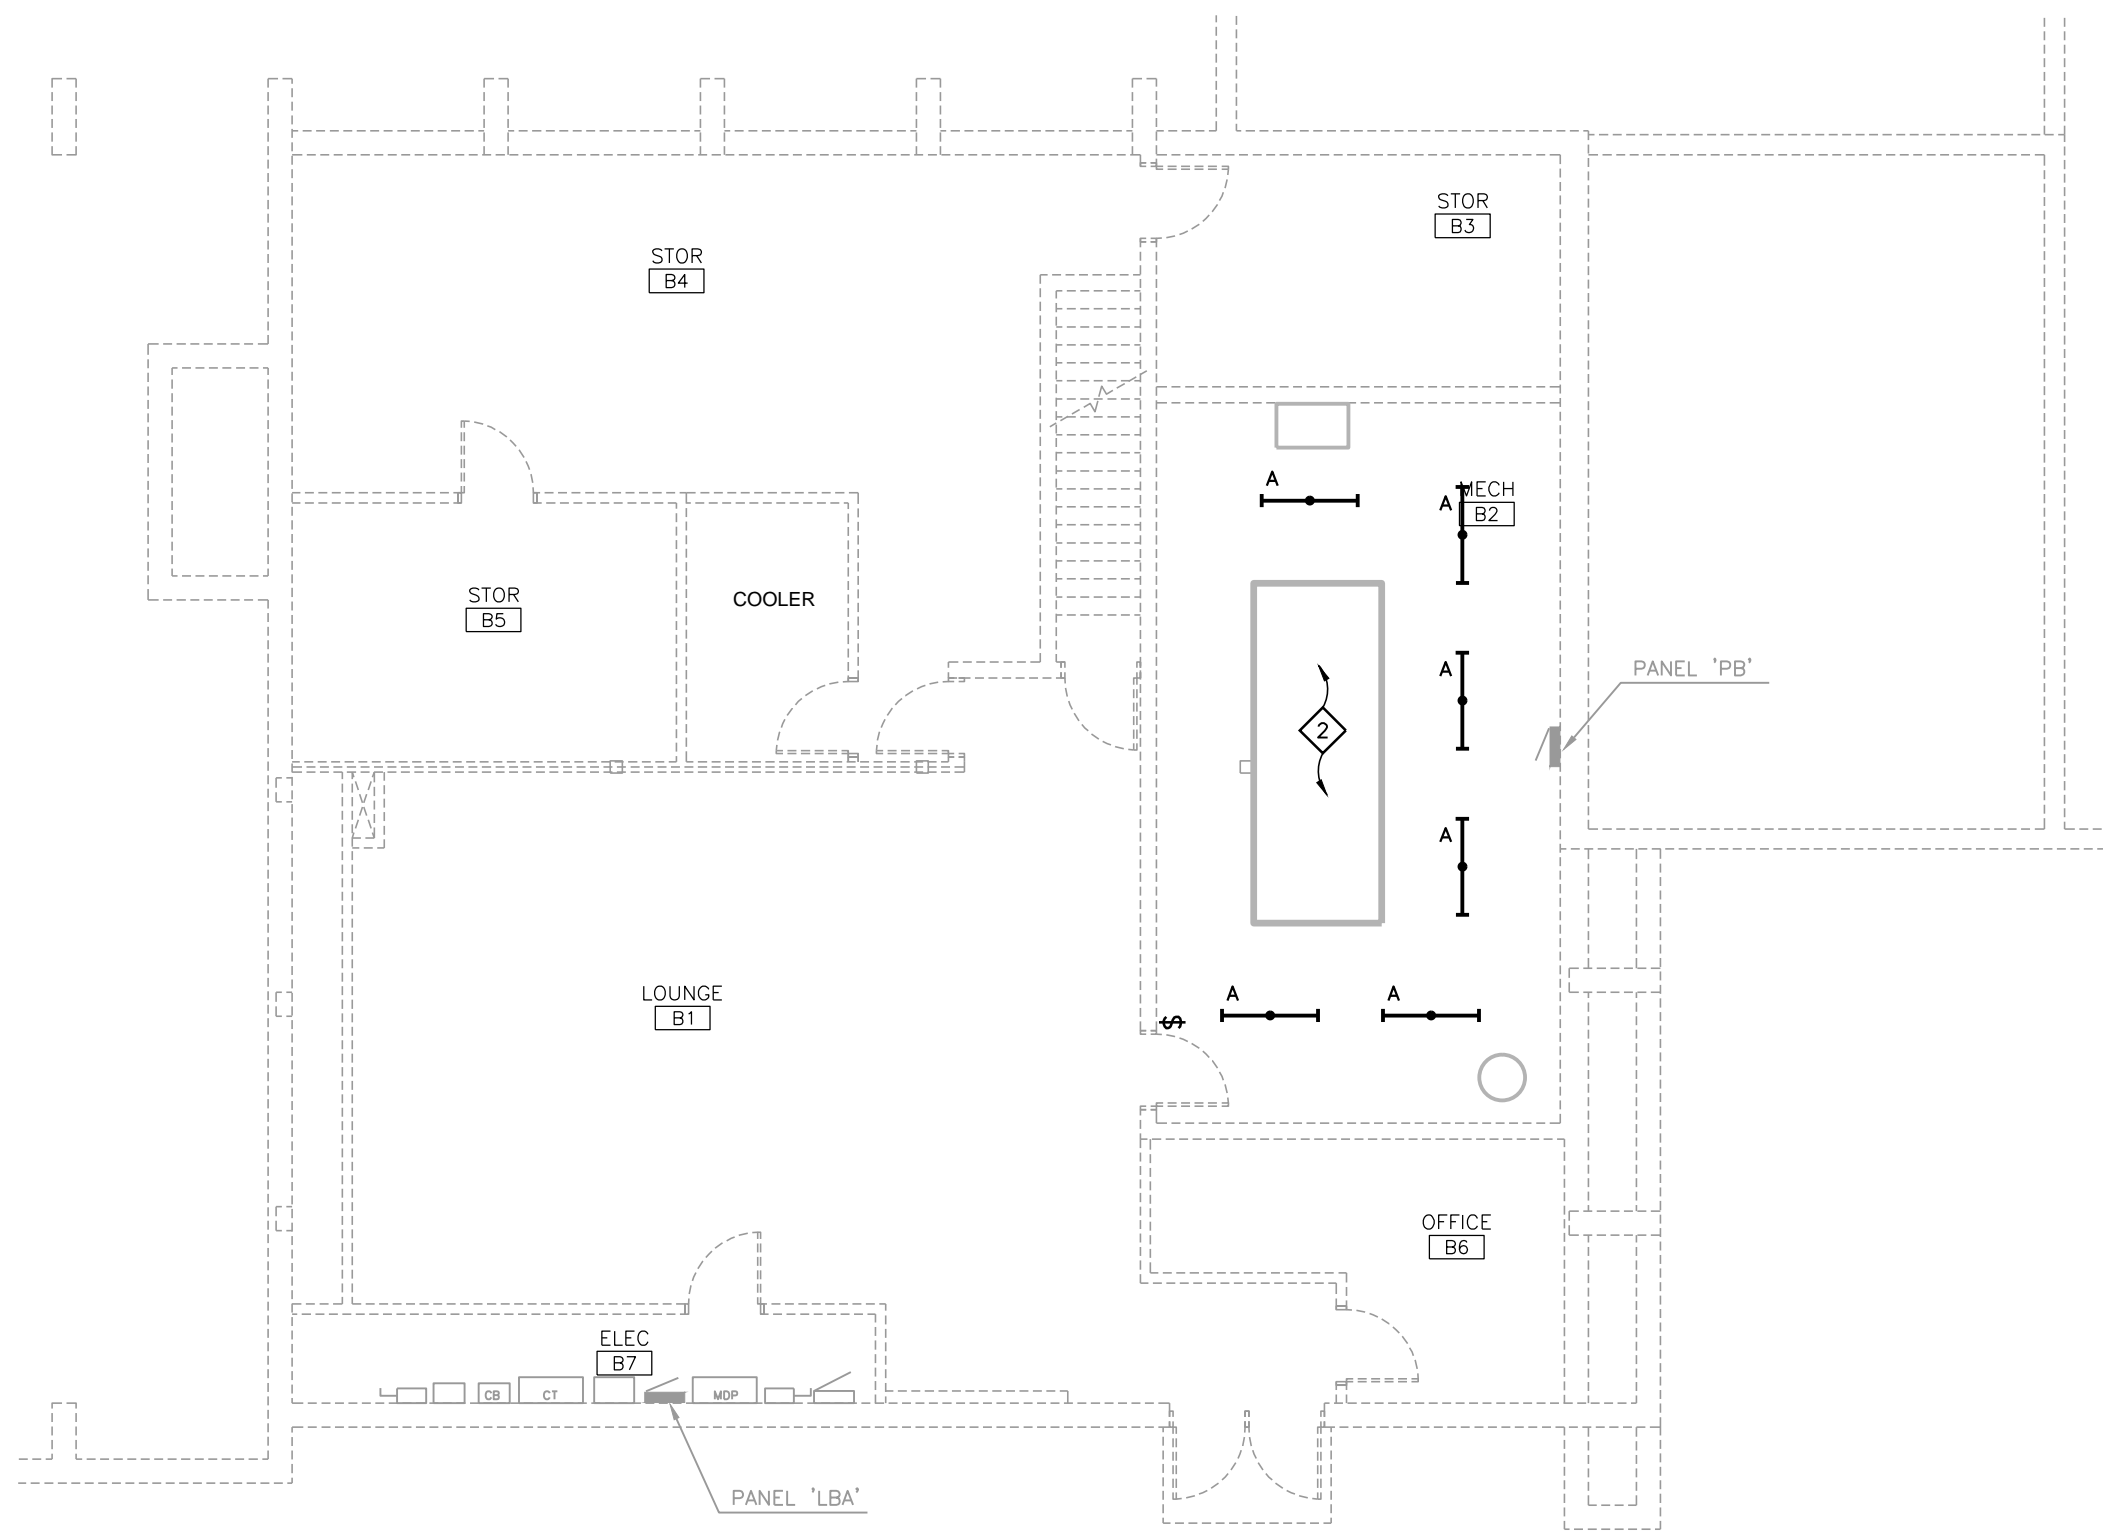 STOR
B3
STOR
B4
A
MECH
A
B2
STOR
B5
COOLER
A
PANEL 'PB'
2
A
LOUNGE
B1
A
A
$
OFFICE
B6
ELEC
B7
CB
CT
MDP
PANEL 'LBA'